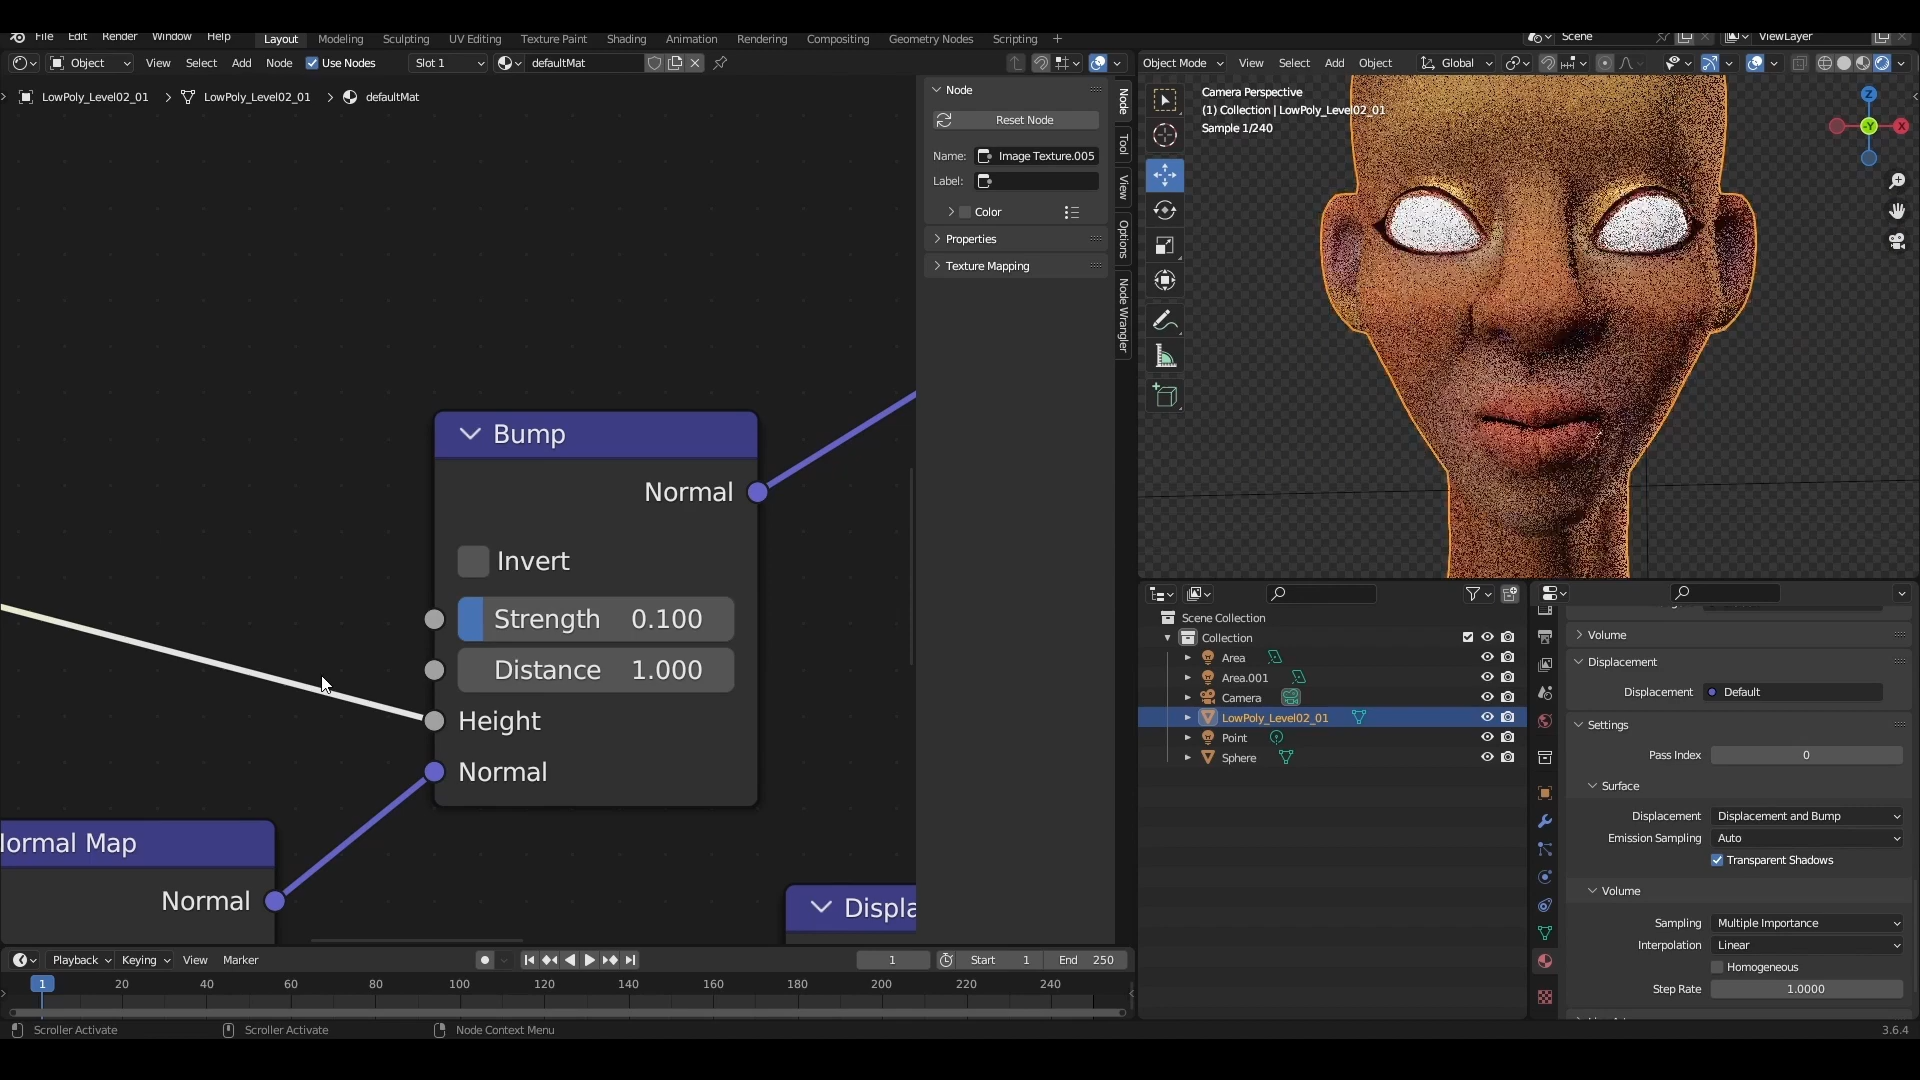 File Edit Render Window Help Layout Modeling Sculpting UV Editing Texture Paint Shading Animation Rendering Compositing Geometry Nodes Scripting + Scene ViewLayer
Object View Select Add Node Use Nodes Slot 1 defaultMat
Object Mode View Select Add Object Global
LowPoly_Level02_01 > LowPoly_Level02_01 > defaultMat
Node
Reset Node
Name: Image Texture.005
Label:
Color
Properties
Texture Mapping
Node
Tool
View
Options
Node Wrangler
Camera Perspective
(1) Collection | LowPoly_Level02_01
Sample 1/240
Z
-Y
X
Bump
Normal
Invert
Strength 0.100
Distance 1.000
Height
Normal
ormal Map
Normal
Displa
Scene Collection
Collection
Area
Area.001
Camera
LowPoly_Level02_01
Point
Sphere
Volume
Displacement
Displacement Default
Settings
Pass Index 0
Surface
Displacement Displacement and Bump
Emission Sampling Auto
Transparent Shadows
Volume
Sampling Multiple Importance
Interpolation Linear
Homogeneous
Step Rate 1.0000
Playback Keying View Marker 1 Start 1 End 250
1 20 40 60 80 100 120 140 160 180 200 220 240
Scroller Activate Scroller Activate Node Context Menu 3.6.4